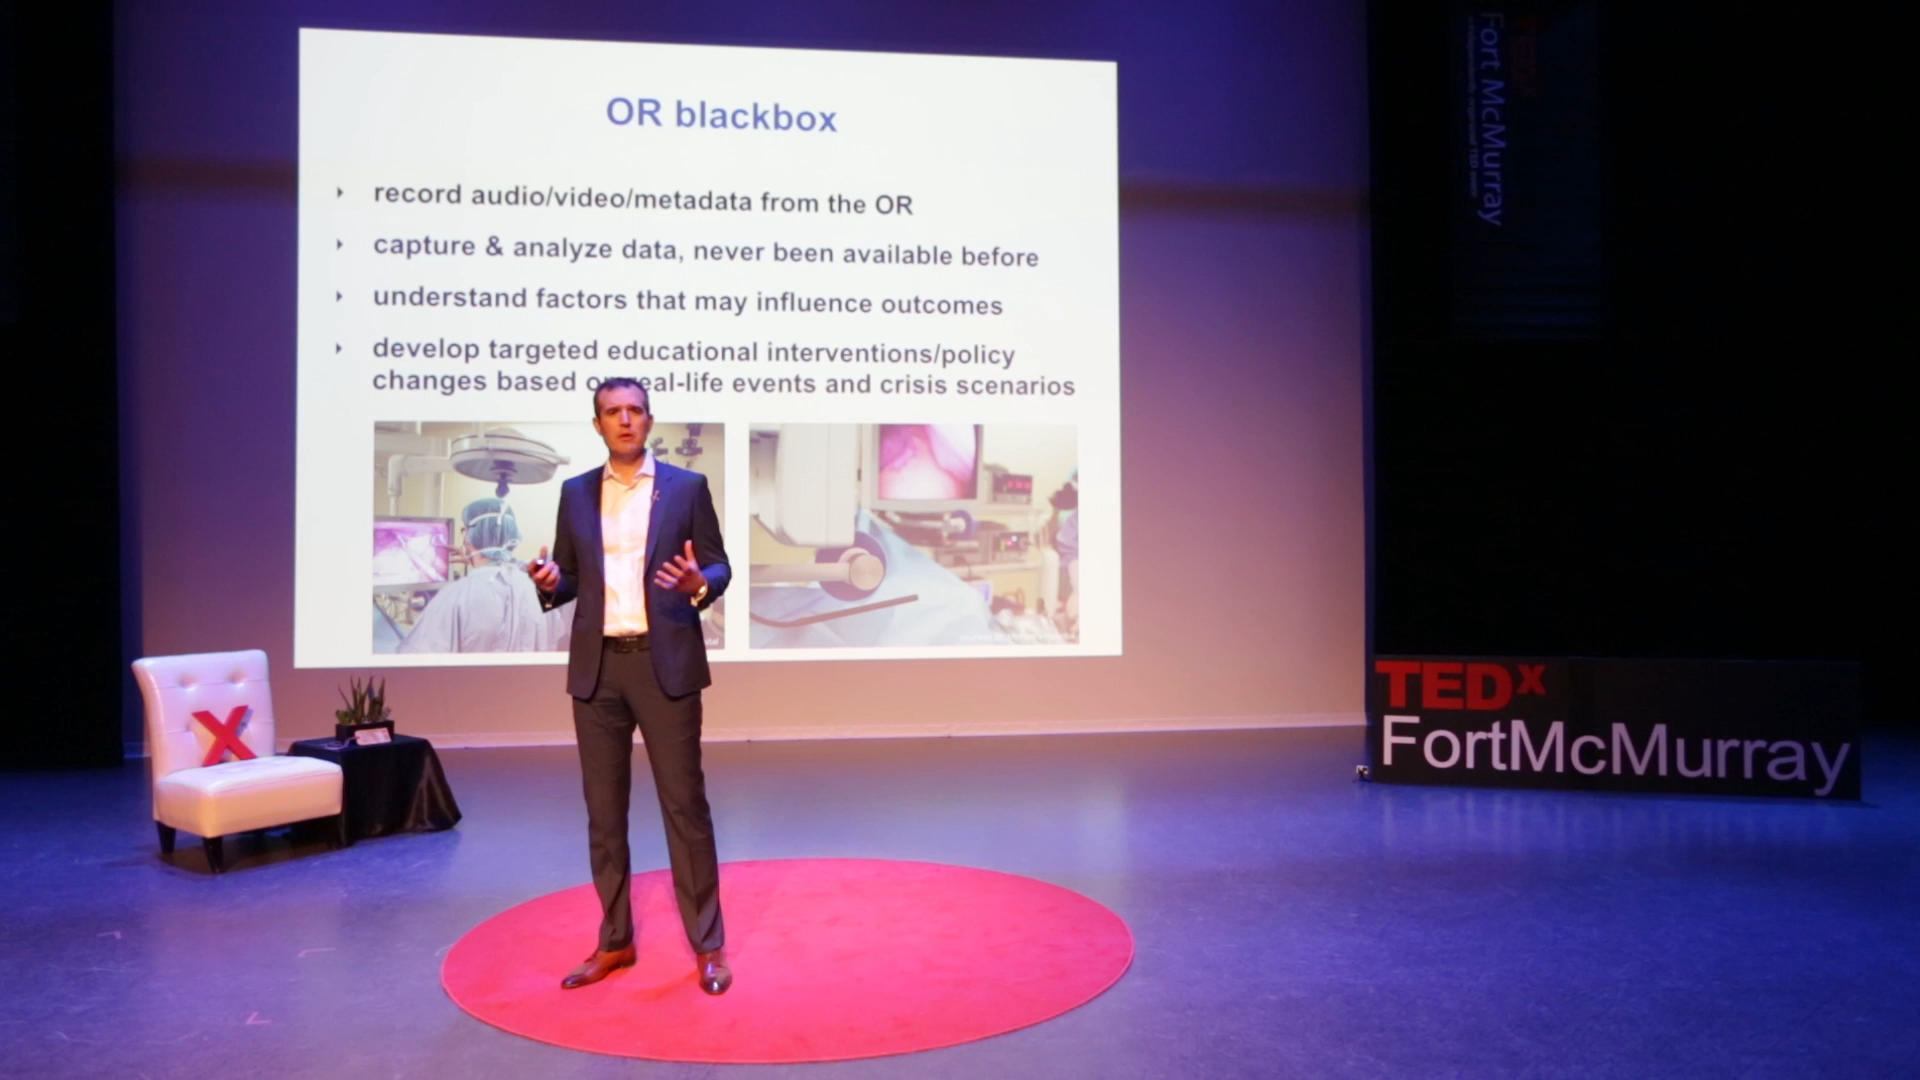 OR blackbox
record audio/video/metadata from the OR
capture & analyze data, never been available before
understand factors that may influence outcomes
develop targeted educational interventions/policy
changes based on real-life events and crisis scenarios
X
TEDx
FortMcMurray
TEDx
Fort McMurray